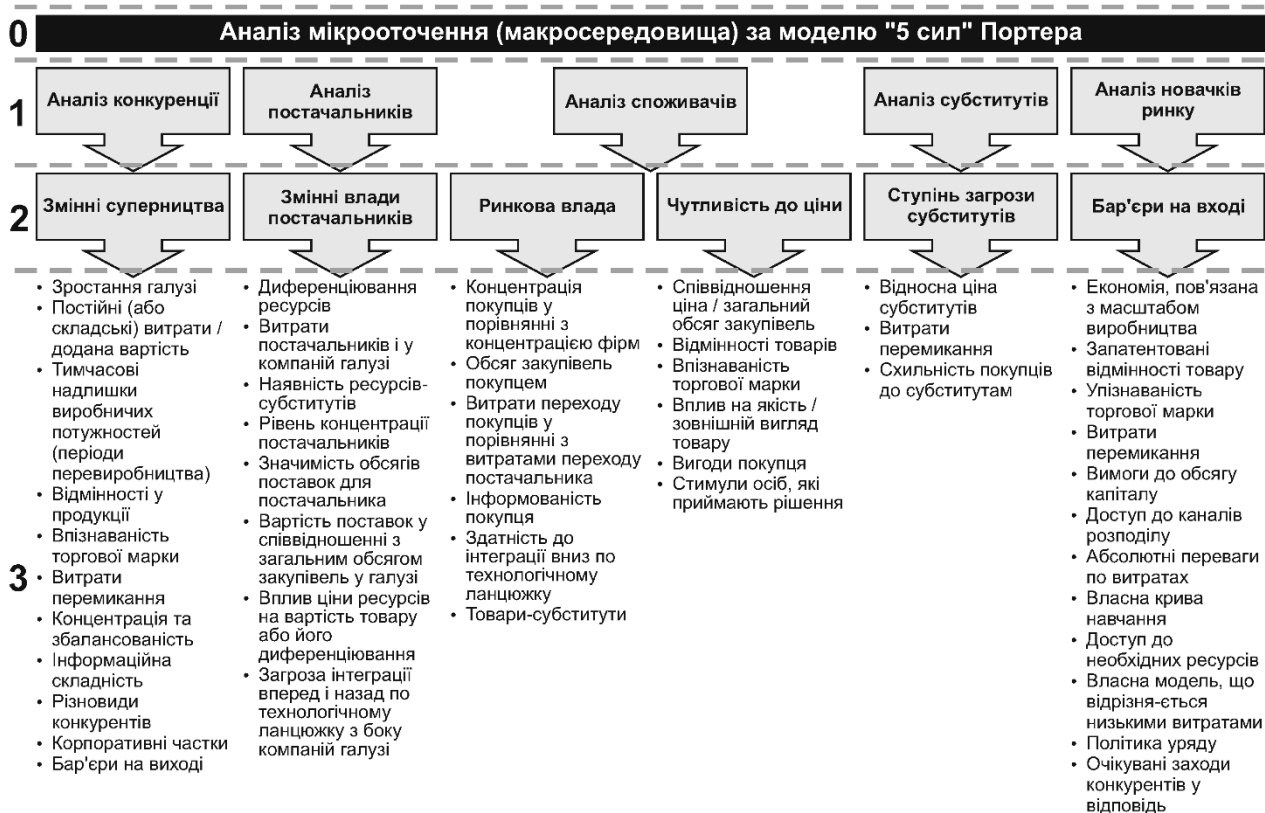 0
Аналіз мікрооточення (макросередовища) за моделю "5 сил" Портера
1
Аналіз конкуренції
Аналіз
постачальників
Аналіз споживачів
Аналіз субститутів
Аналіз новачків
ринку
2
Змінні суперництва
Змінні влади
постачальників
Ринкова влада
Чутливість до ціни
Ступінь загрози
субститутів
Бар'єри на вході
3
• Зростання галузі
• Постійні (або
складські) витрати /
додана вартість
• Тимчасові
надлишки
виробничих
потужностей
(періоди
перевиробництва)
• Відмінності у
продукції
• Впізнаваність
торгової марки
• Витрати
перемикання
• Концентрація та
збалансованість
• Інформаційна
складність
• Різновиди
конкурентів
• Корпоративні частки
• Бар'єри на виході
• Диференціювання
ресурсів
• Витрати
постачальників і у
компаній галузі
• Наявність ресурсів-
субститутів
• Рівень концентрації
постачальників
• Значимість обсягів
поставок для
постачальника
• Вартість поставок у
співвідношенні з
загальним обсягом
закупівель у галузі
• Вплив ціни ресурсів
на вартість товару
або його
диференціювання
• Загроза інтеграції
вперед і назад по
технологічному
ланцюжку з боку
компаній галузі
• Концентрація
покупців у
порівнянні з
концентрацією фірм
• Обсяг закупівель
покупцем
• Витрати переходу
покупців у
порівнянні з
витратами переходу
постачальника
• Інформованість
покупця
• Здатність до
інтеграції вниз по
технологічному
ланцюжку
• Товари-субститути
• Співвідношення
ціна / загальний
обсяг закупівель
• Відмінності товарів
• Впізнаваність
торгової марки
• Вплив на якість /
зовнішній вигляд
товару
• Вигоди покупця
• Стимули осіб, які
приймають рішення
• Відносна ціна
субститутів
• Витрати
перемикання
• Схильність покупців
до субститутам
• Економія, пов'язана
з масштабом
виробництва
• Запатентовані
відмінності товару
• Упізнаваність
торгової марки
• Витрати
перемикання
• Вимоги до обсягу
капіталу
• Доступ до каналів
розподілу
• Абсолютні переваги
по витратах
• Власна крива
навчання
• Доступ до
необхідних ресурсів
• Власна модель, що
відрізня-ється
низькими витратами
• Політика уряду
• Очікувані заходи
конкурентів у
відповідь